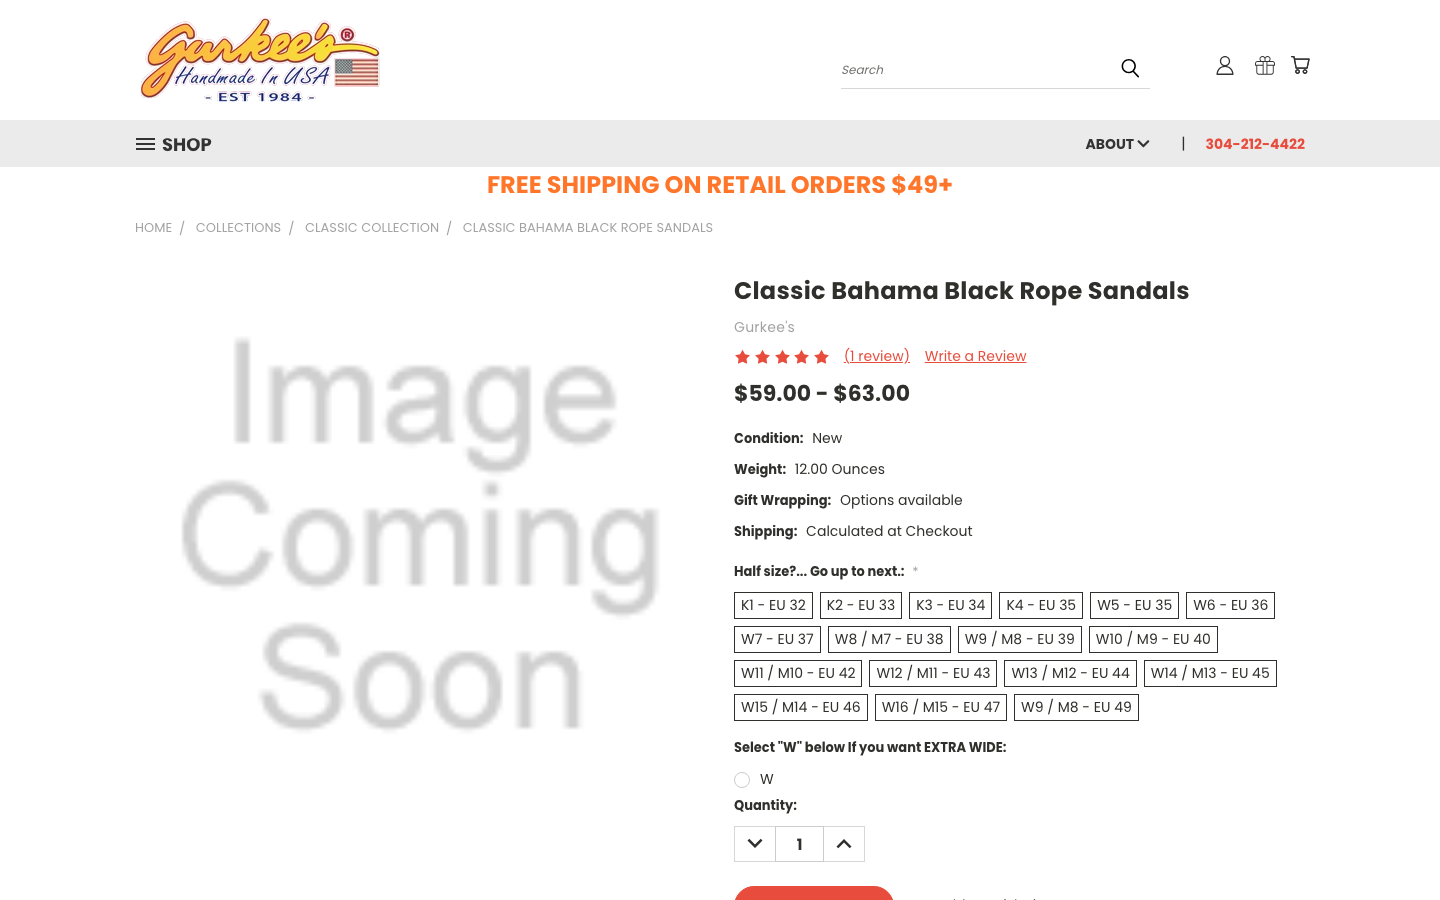 Gurkee's®
Handmade In USA
- EST 1984 -
Search
SHOP
ABOUT
|
304-212-4422
FREE SHIPPING ON RETAIL ORDERS $49+
HOME / COLLECTIONS / CLASSIC COLLECTION / CLASSIC BAHAMA BLACK ROPE SANDALS
Image
Coming
Soon
Classic Bahama Black Rope Sandals
Gurkee's
(1 review) Write a Review
$59.00 - $63.00
Condition: New
Weight: 12.00 Ounces
Gift Wrapping: Options available
Shipping: Calculated at Checkout
Half size?... Go up to next.: *
K1 - EU 32 K2 - EU 33 K3 - EU 34 K4 - EU 35 W5 - EU 35 W6 - EU 36
W7 - EU 37 W8 / M7 - EU 38 W9 / M8 - EU 39 W10 / M9 - EU 40
W11 / M10 - EU 42 W12 / M11 - EU 43 W13 / M12 - EU 44 W14 / M13 - EU 45
W15 / M14 - EU 46 W16 / M15 - EU 47 W9 / M8 - EU 49
Select "W" below If you want EXTRA WIDE:
W
Quantity:
1